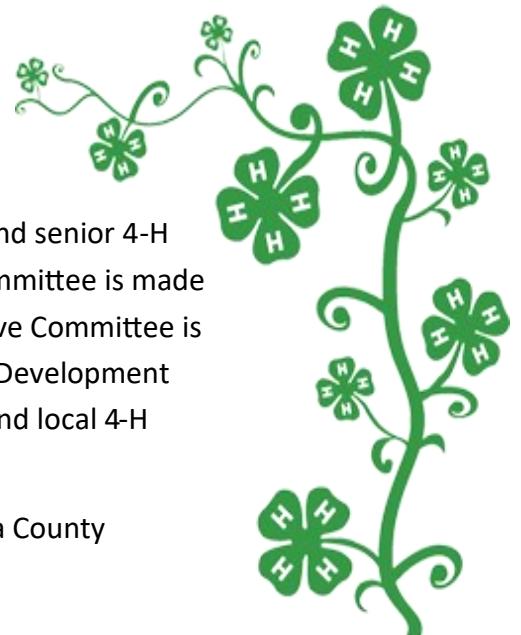 nd senior 4-H
mmittee is made
ve Committee is
Development
nd local 4-H
a County